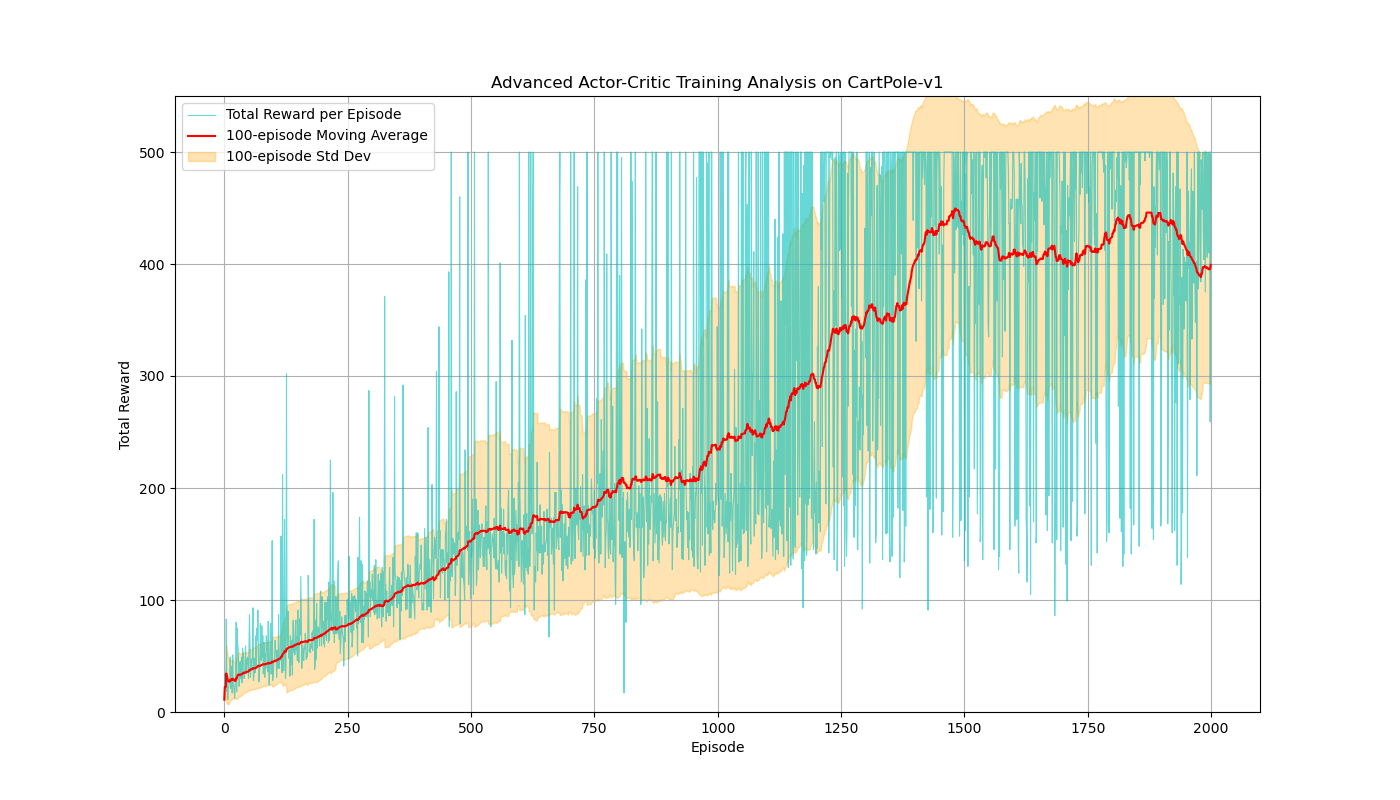 Advanced Actor-Critic Training Analysis on CartPole-v1
Total Reward per Episode
100-episode Moving Average
100-episode Std Dev
Total Reward
500
400
300
200
100
0
0 250 500 750 1000 1250 1500 1750 2000
Episode